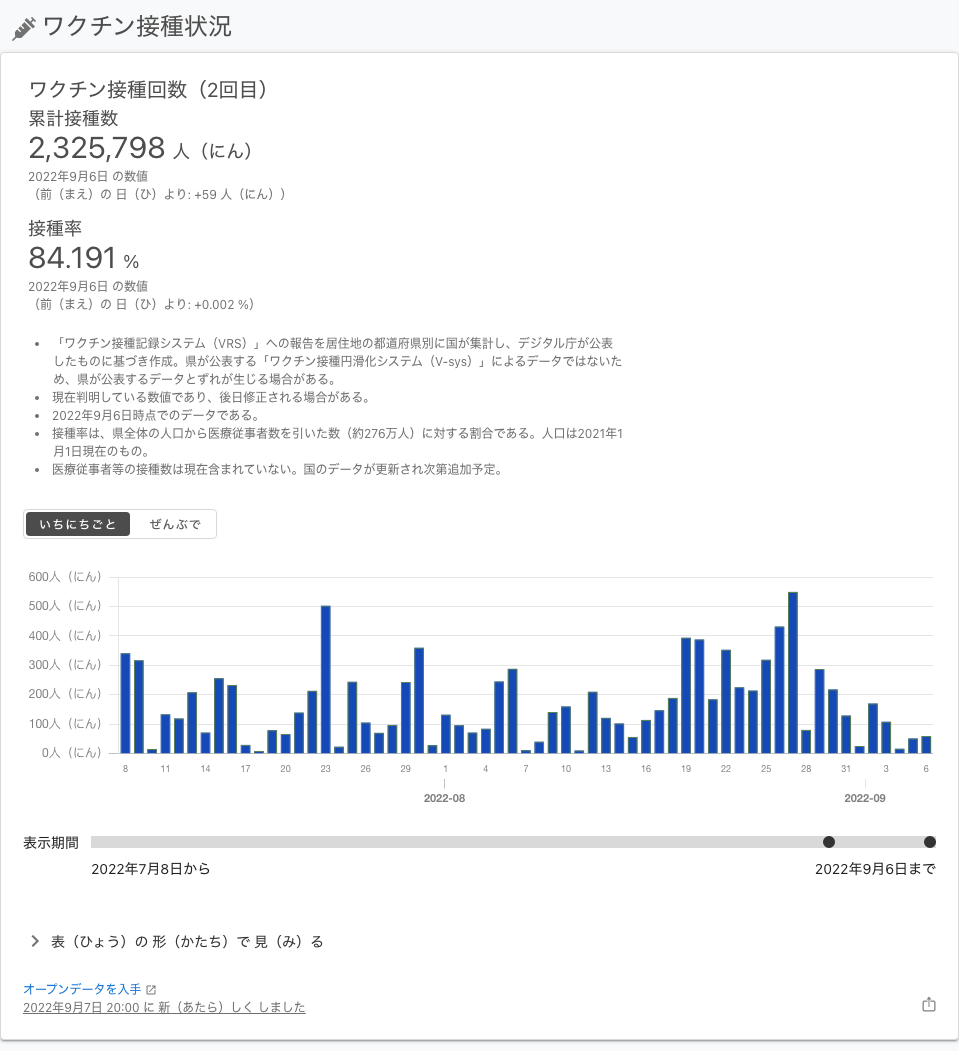 ワクチン接種状況
ワクチン接種回数（2回目）
累計接種数
2,325,798 人（にん）
2022年9月6日 の数値
（前（まえ）の 日（ひ）より: +59 人（にん））
接種率
84.191 %
2022年9月6日 の数値
（前（まえ）の 日（ひ）より: +0.002 %）
「ワクチン接種記録システム（VRS）」への報告を居住地の都道府県別に国が集計し、デジタル庁が公表
したものに基づき作成。県が公表する「ワクチン接種円滑化システム（V-sys）」によるデータではないた
め、県が公表するデータとずれが生じる場合がある。
現在判明している数値であり、後日修正される場合がある。
2022年9月6日時点でのデータである。
接種率は、県全体の人口から医療従事者数を引いた数（約276万人）に対する割合である。人口は2021年1
月1日現在のもの。
医療従事者等の接種数は現在含まれていない。国のデータが更新され次第追加予定。
いちにちごと ぜんぶで
600人（にん）
500人（にん）
400人（にん）
300人（にん）
200人（にん）
100人（にん）
0人（にん）
8 11 14 17 20 23 26 29 1 4 7 10 13 16 19 22 25 28 31 3 6
2022-08 2022-09
表示期間
2022年7月8日から 2022年9月6日まで
表（ひょう）の 形（かたち）で 見（み）る
オープンデータを入手
2022年9月7日 20:00 に 新（あたら）しく しました